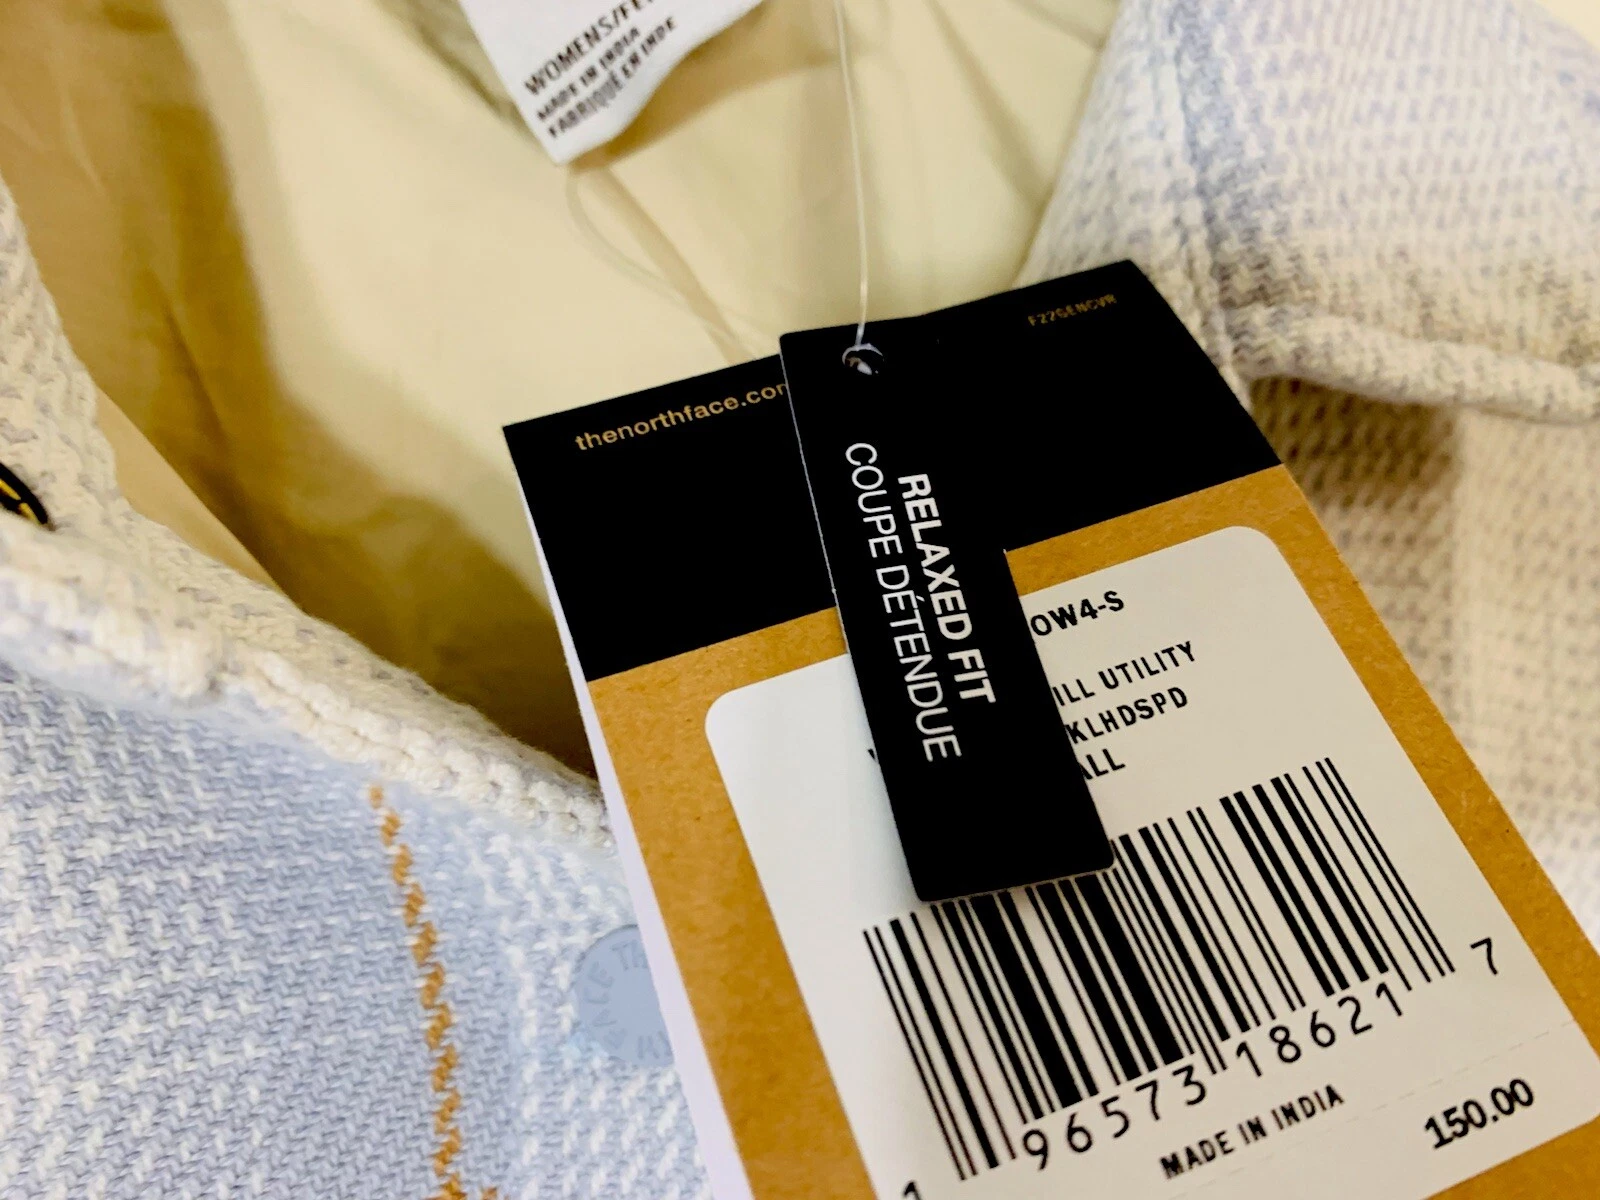 WOMENS/FE
MADE IN INDIA
FABRIQUÉ EN INDE
thenorthface.com
F22GENCVR
RELAXED FIT
COUPE DÉTENDUE
0W4-S
ILL UTILITY
KLHDSPD
ALL
1 96573 18621 7
MADE IN INDIA
150.00